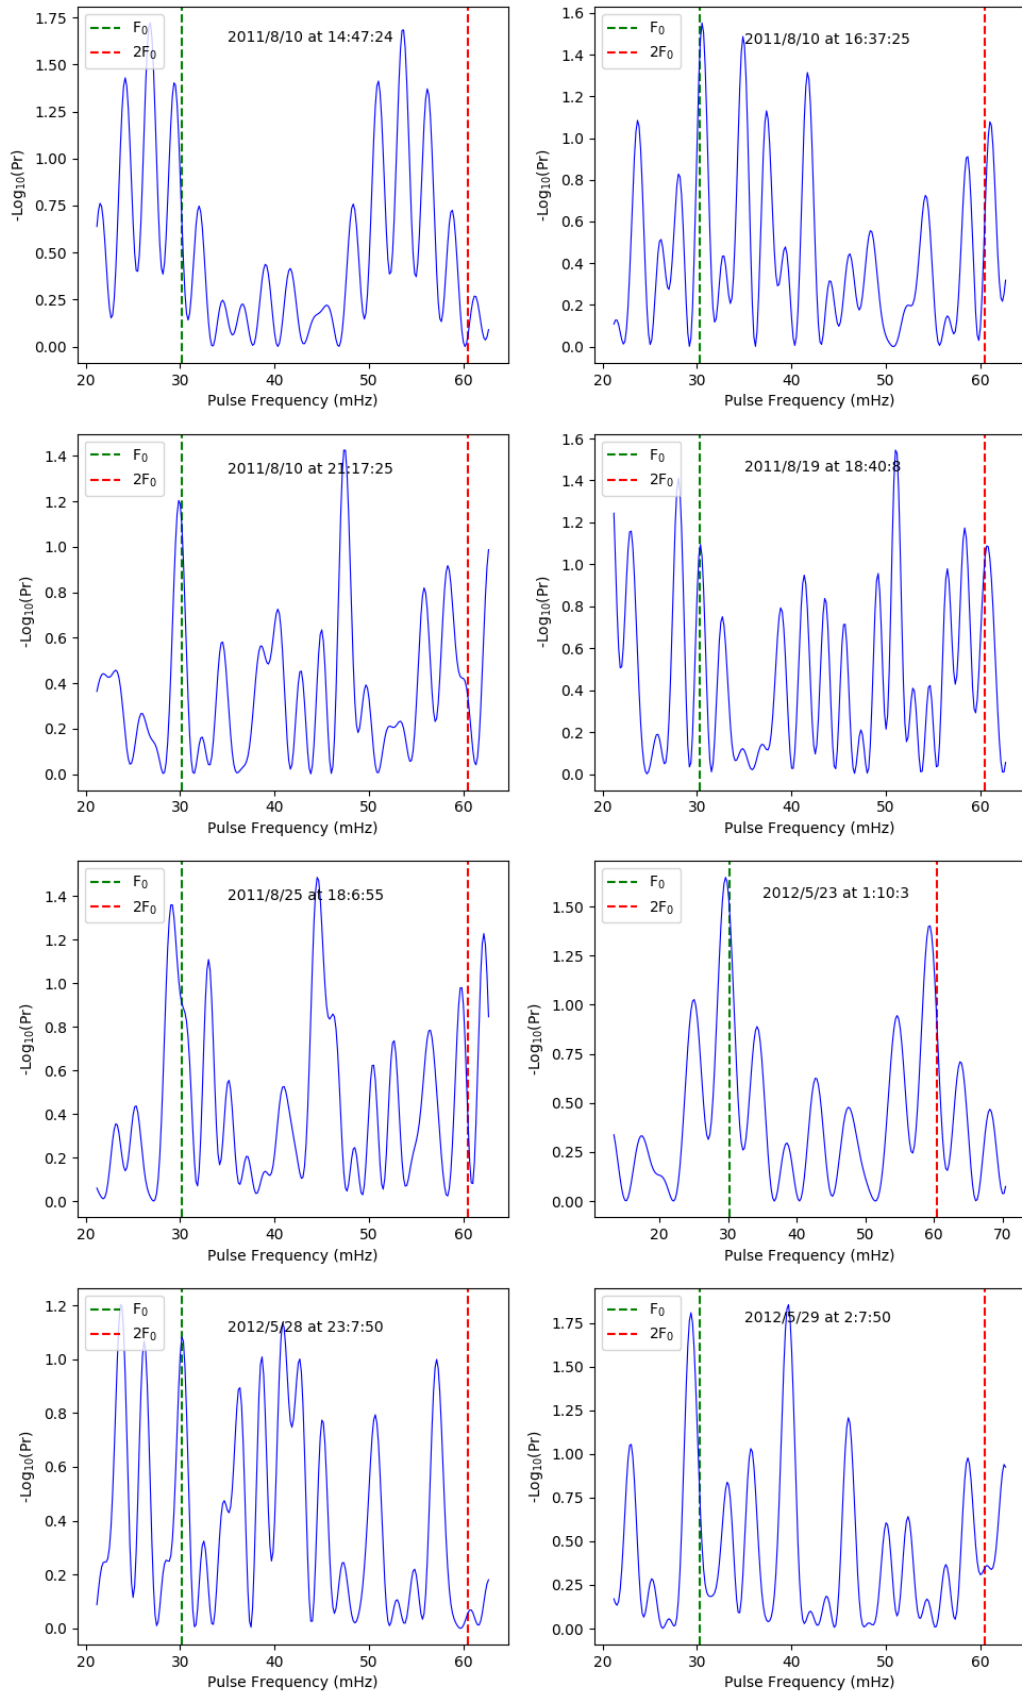 1.75
1.50
1.25
1.00
0.75
0.50
0.25
0.00
-Log10(Pr)
F0
2F0
2011/8/10 at 14:47:24
20 30 40 50 60
Pulse Frequency (mHz)
1.6
1.4
1.2
1.0
0.8
0.6
0.4
0.2
0.0
-Log10(Pr)
F0
2F0
2011/8/10 at 16:37:25
20 30 40 50 60
Pulse Frequency (mHz)
1.4
1.2
1.0
0.8
0.6
0.4
0.2
0.0
-Log10(Pr)
F0
2F0
2011/8/10 at 21:17:25
20 30 40 50 60
Pulse Frequency (mHz)
1.6
1.4
1.2
1.0
0.8
0.6
0.4
0.2
0.0
-Log10(Pr)
F0
2F0
2011/8/19 at 18:40:8
20 30 40 50 60
Pulse Frequency (mHz)
1.4
1.2
1.0
0.8
0.6
0.4
0.2
0.0
-Log10(Pr)
F0
2F0
2011/8/25 at 18:6:55
20 30 40 50 60
Pulse Frequency (mHz)
1.50
1.25
1.00
0.75
0.50
0.25
0.00
-Log10(Pr)
F0
2F0
2012/5/23 at 1:10:3
20 30 40 50 60 70
Pulse Frequency (mHz)
1.2
1.0
0.8
0.6
0.4
0.2
0.0
-Log10(Pr)
F0
2F0
2012/5/28 at 23:7:50
20 30 40 50 60
Pulse Frequency (mHz)
1.75
1.50
1.25
1.00
0.75
0.50
0.25
0.00
-Log10(Pr)
F0
2F0
2012/5/29 at 2:7:50
20 30 40 50 60
Pulse Frequency (mHz)